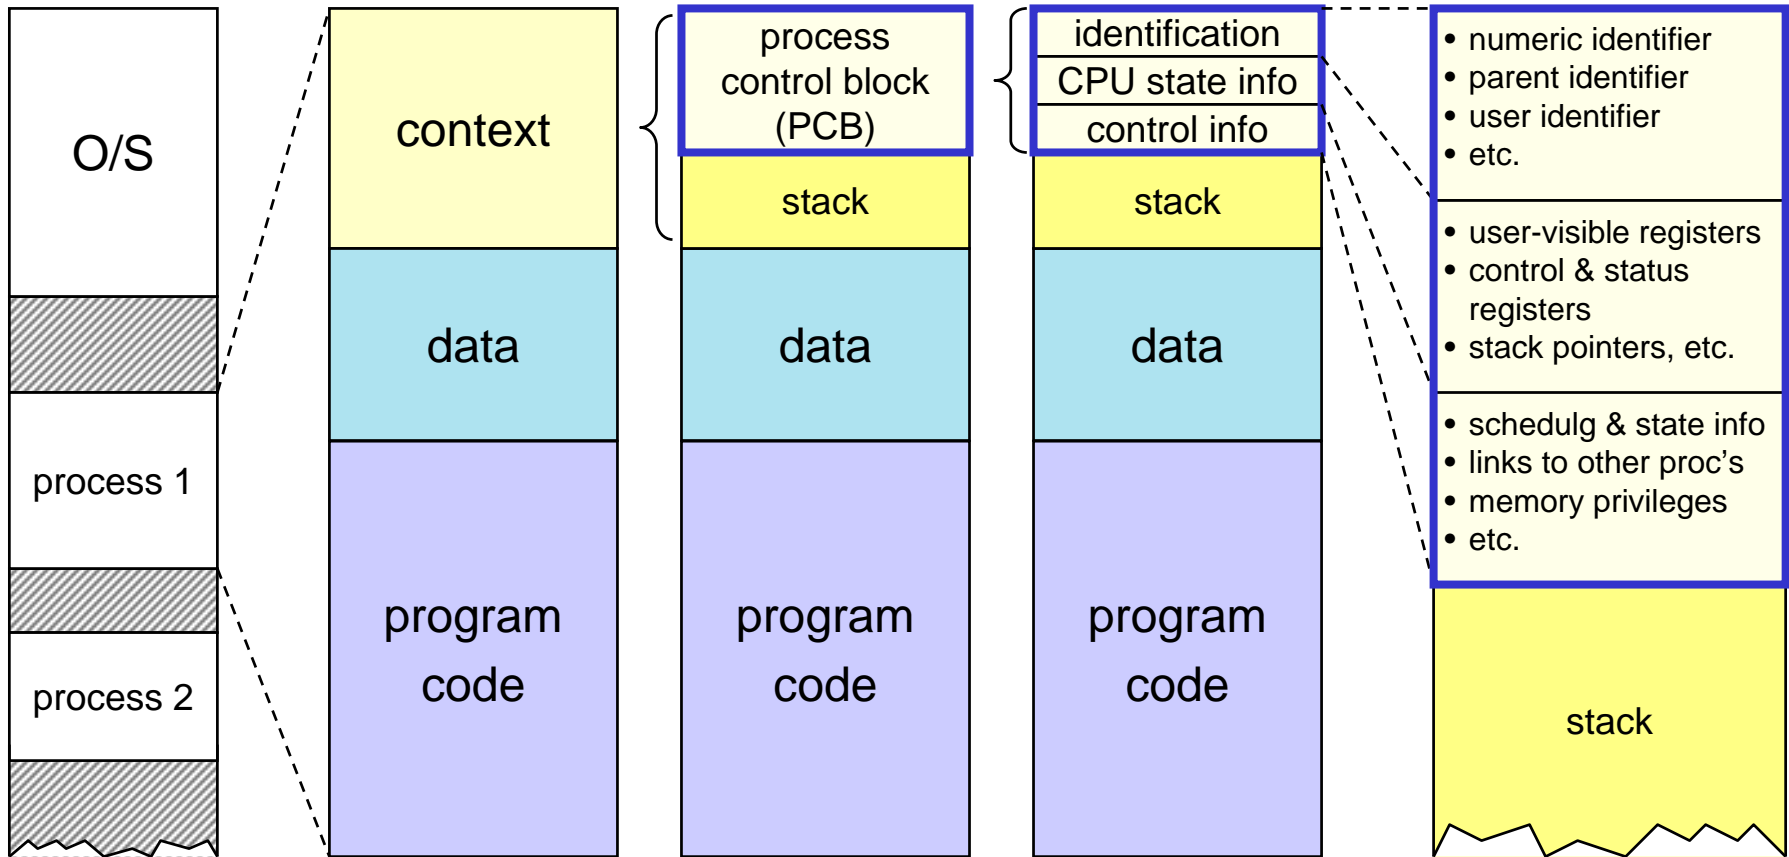 O/S
process 1
process 2
context
data
program
code
process
control block
(PCB)
stack
data
program
code
identification
CPU state info
control info
stack
data
program
code
• numeric identifier
• parent identifier
• user identifier
• etc.
• user-visible registers
• control & status
registers
• stack pointers, etc.
• schedulg & state info
• links to other proc’s
• memory privileges
• etc.
stack